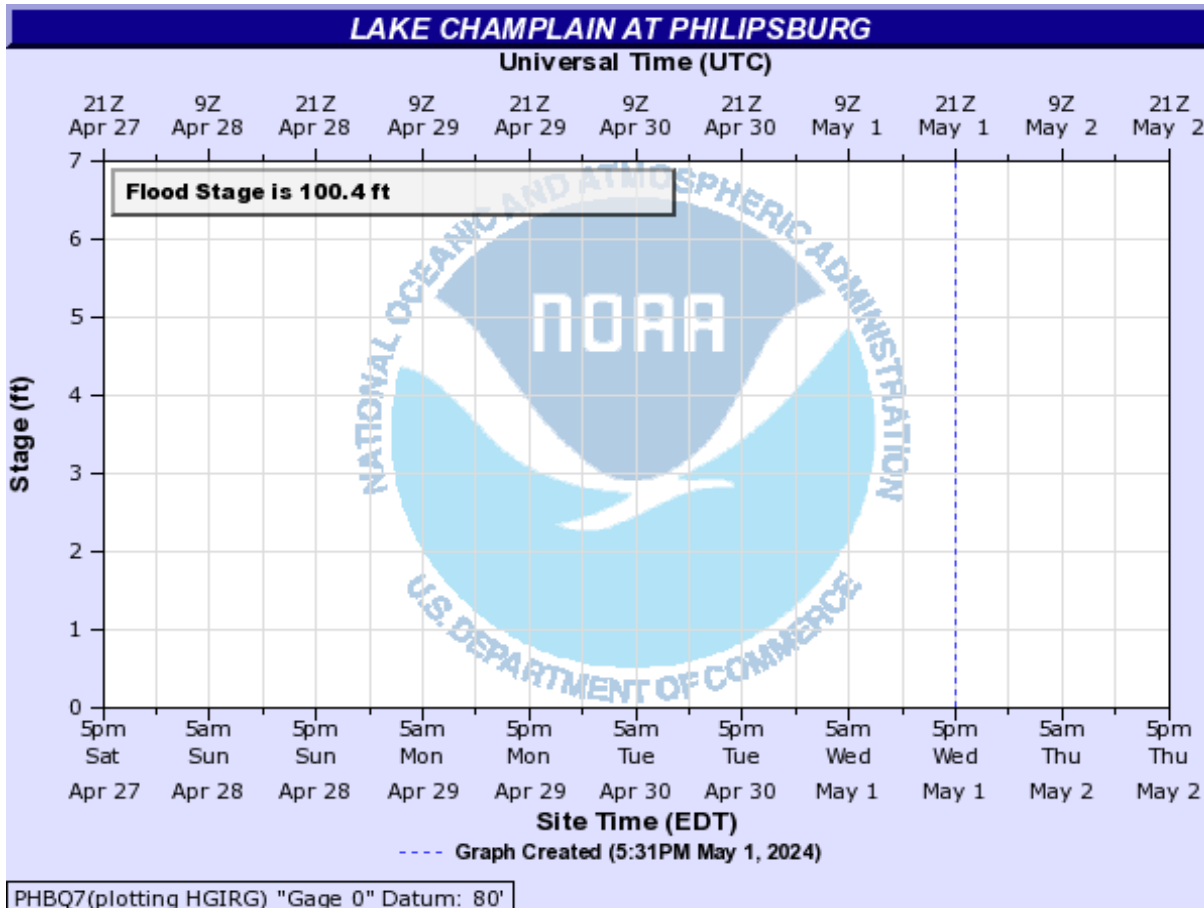 LAKE CHAMPLAIN AT PHILIPSBURG
Universal Time (UTC)
21Z 9Z 21Z 9Z 21Z 9Z 21Z 9Z 21Z 9Z 21Z
Apr 27 Apr 28 Apr 28 Apr 29 Apr 29 Apr 30 Apr 30 May 1 May 1 May 2 May 2
7
Flood Stage is 100.4 ft
6
5
4
3
2
1
0
Stage (ft)
NATIONAL OCEANIC AND ATMOSPHERIC ADMINISTRATION
NOAA
U.S. DEPARTMENT OF COMMERCE
5pm 5am 5pm 5am 5pm 5am 5pm 5am 5pm 5am 5pm
Sat Sun Sun Mon Mon Tue Tue Wed Wed Thu Thu
Apr 27 Apr 28 Apr 28 Apr 29 Apr 29 Apr 30 Apr 30 May 1 May 1 May 2 May 2
Site Time (EDT)
---- Graph Created (5:31PM May 1, 2024)
PHBQ7(plotting HGIRG) "Gage 0" Datum: 80'